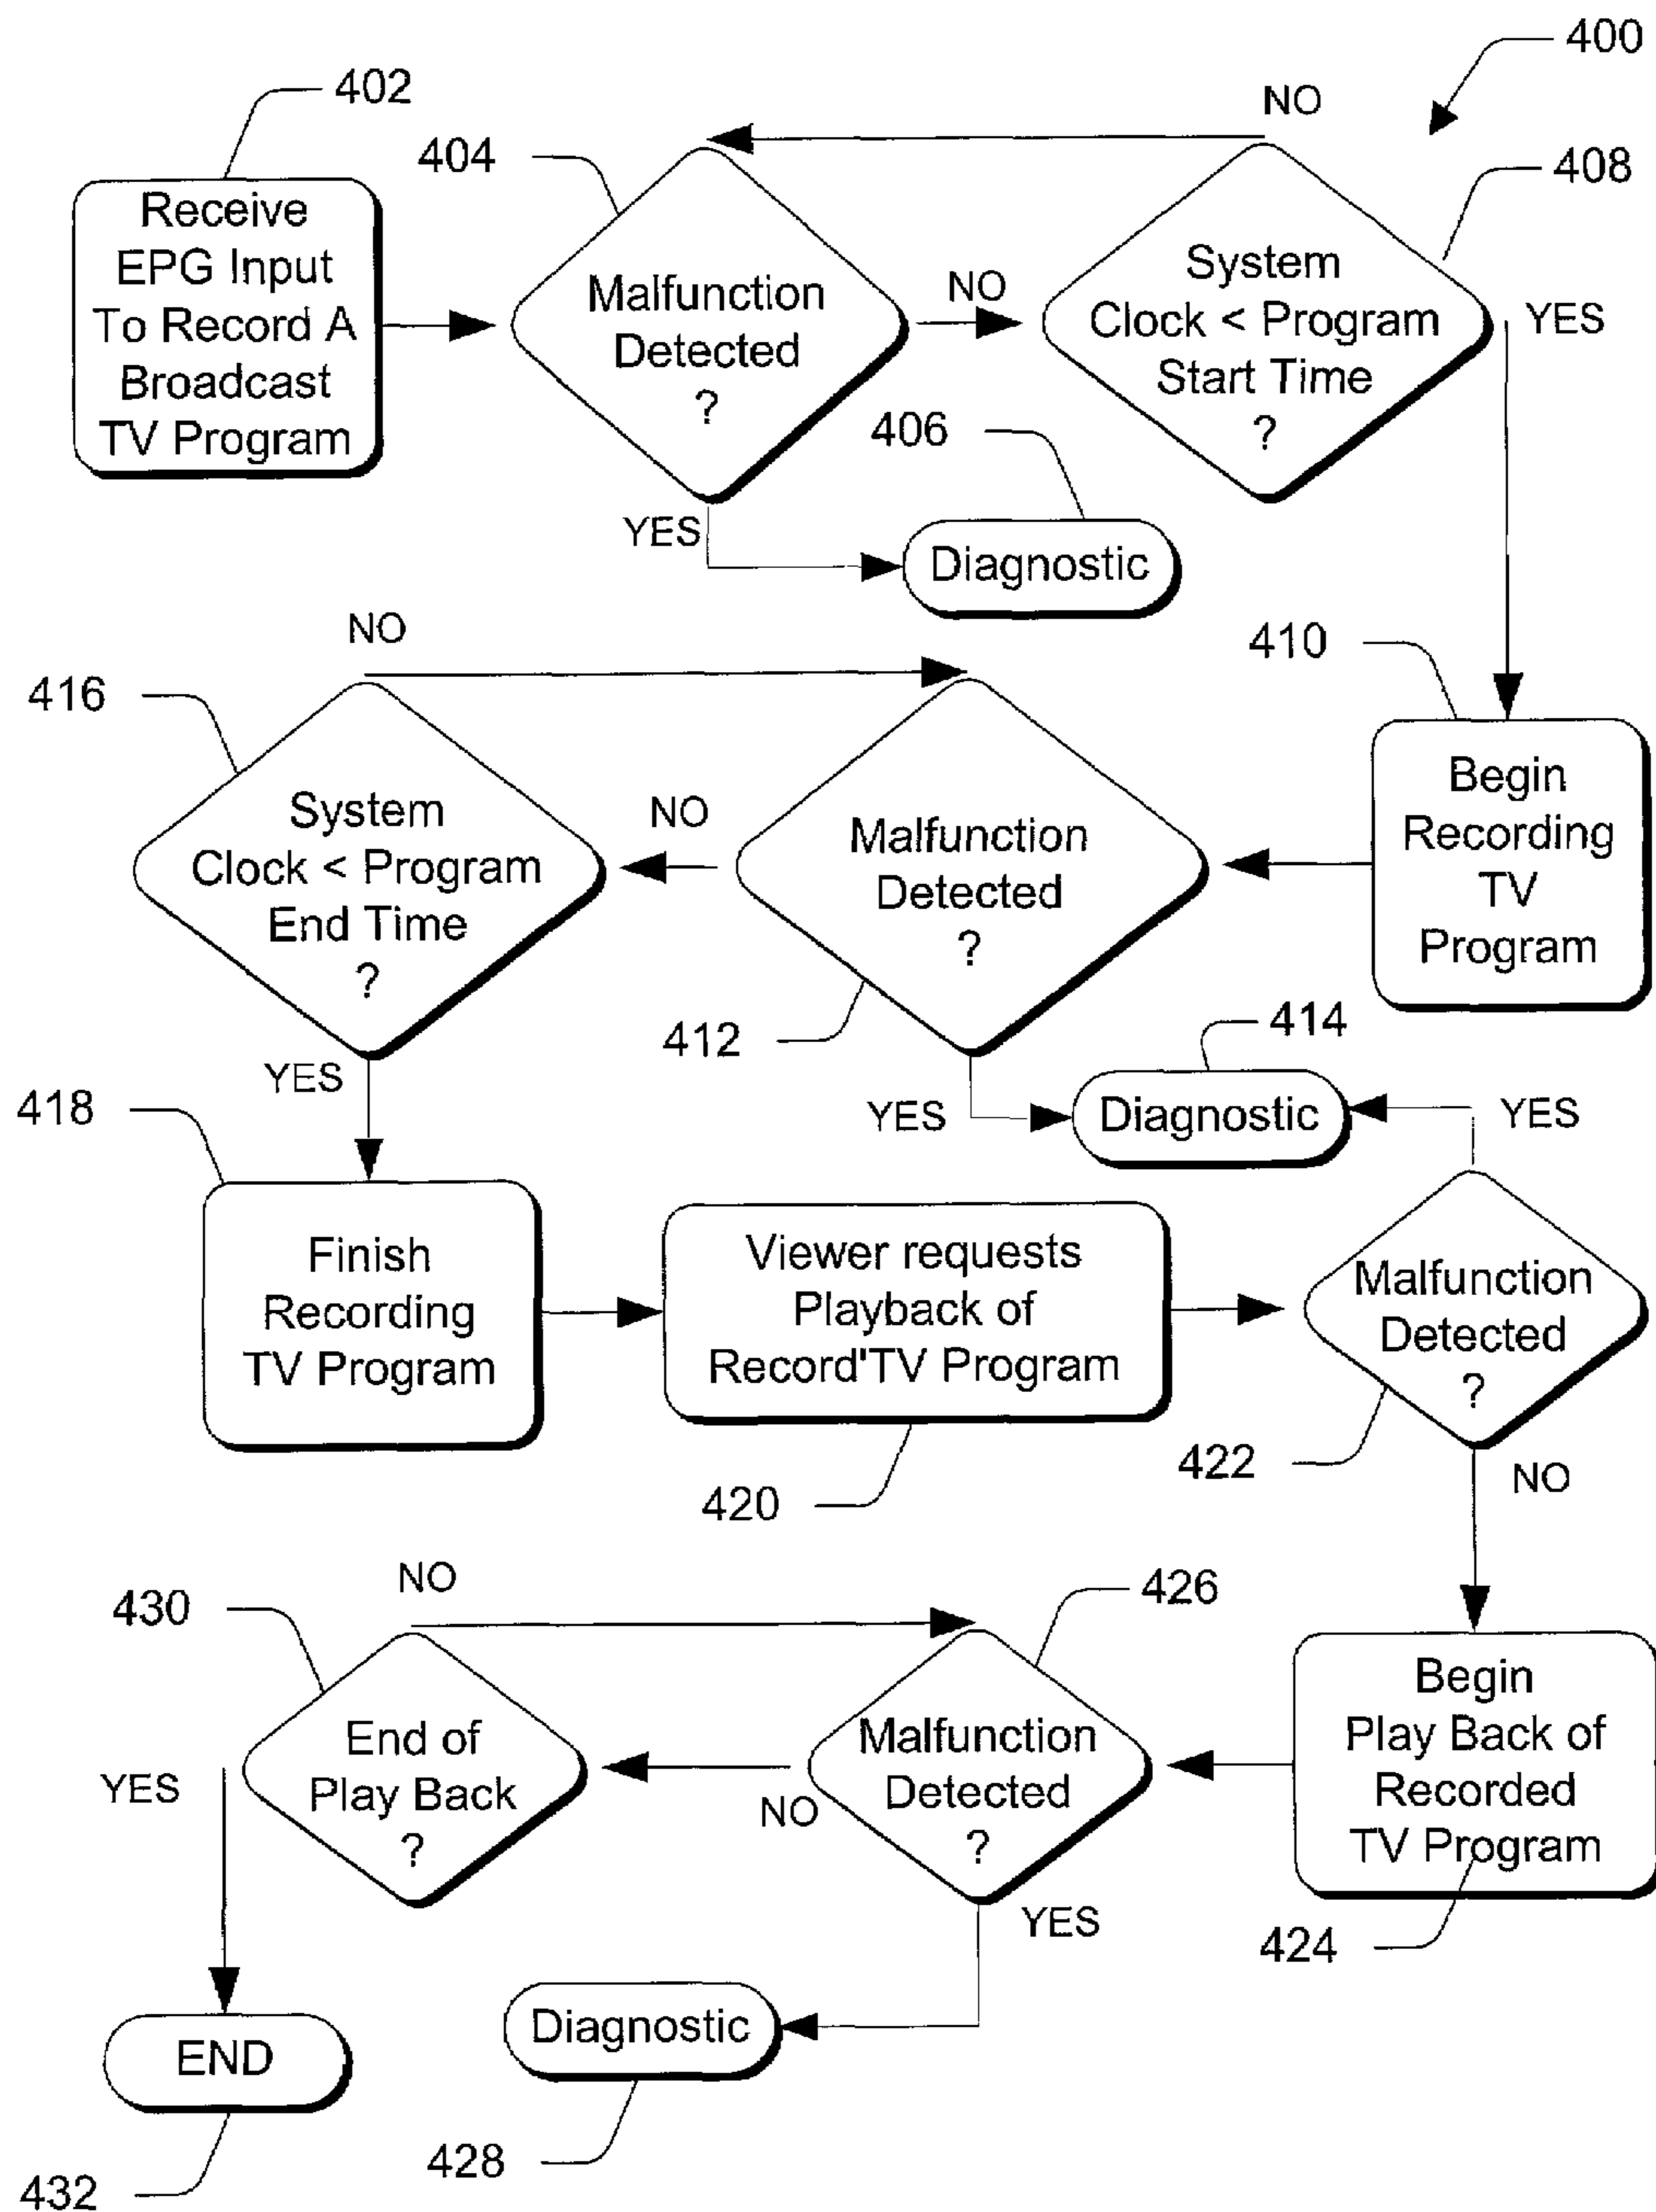 400
402
Receive
EPG Input
To Record A
Broadcast
TV Program
404
Malfunction
Detected
?
NO
NO
408
System
Clock < Program
Start Time
?
YES
YES
406
Diagnostic
410
Begin
Recording
TV
Program
NO
416
System
Clock < Program
End Time
?
NO
Malfunction
Detected
?
412
YES
YES
414
Diagnostic
YES
418
Finish
Recording
TV Program
Viewer requests
Playback of
Record'TV Program
420
Malfunction
Detected
?
422
NO
Begin
Play Back of
Recorded
TV Program
424
426
Malfunction
Detected
?
NO
NO
430
End of
Play Back
?
YES
YES
Diagnostic
428
END
432